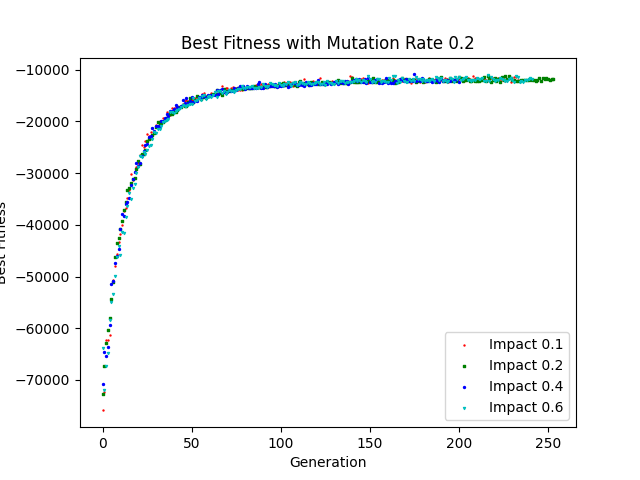 Best Fitness with Mutation Rate 0.2
−10000
−20000
−30000
−40000
−50000
−60000
−70000
Best Fitness
0
50
100
150
200
250
Generation
Impact 0.1
Impact 0.2
Impact 0.4
Impact 0.6